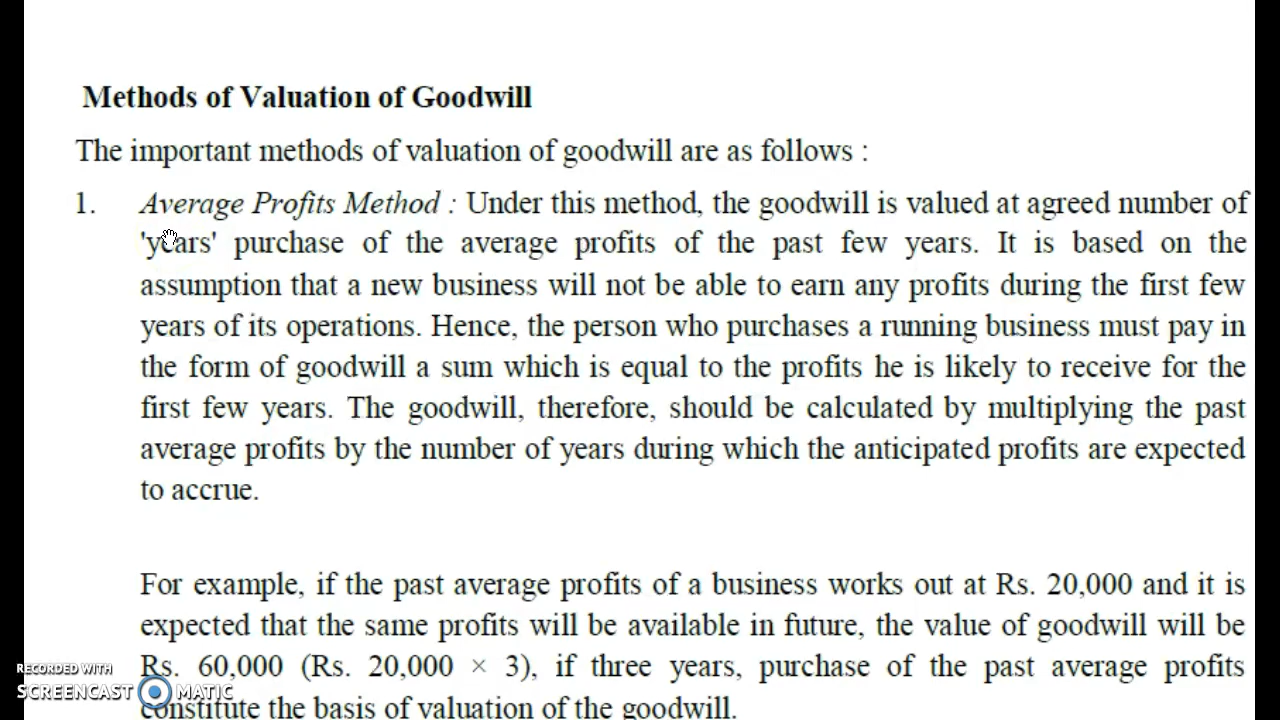 Methods of Valuation of Goodwill
The important methods of valuation of goodwill are as follows :
1. Average Profits Method : Under this method, the goodwill is valued at agreed number of
'years' purchase of the average profits of the past few years. It is based on the
assumption that a new business will not be able to earn any profits during the first few
years of its operations. Hence, the person who purchases a running business must pay in
the form of goodwill a sum which is equal to the profits he is likely to receive for the
first few years. The goodwill, therefore, should be calculated by multiplying the past
average profits by the number of years during which the anticipated profits are expected
to accrue.
For example, if the past average profits of a business works out at Rs. 20,000 and it is
expected that the same profits will be available in future, the value of goodwill will be
Rs. 60,000 (Rs. 20,000 × 3), if three years, purchase of the past average profits
constitute the basis of valuation of the goodwill.
RECORDED WITH
SCREENCAST MATIC